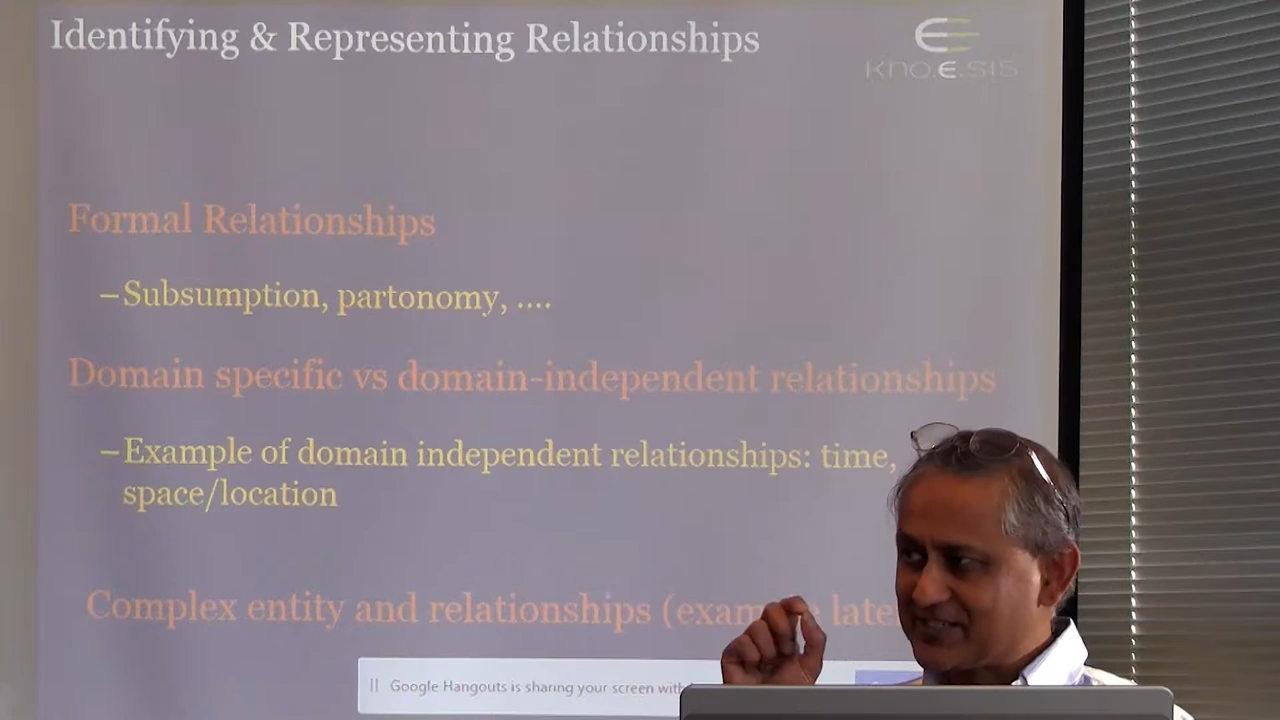 Identifying & Representing Relationships
kno.e.sis
Formal Relationships
–Subsumption, partonomy, ....
Domain specific vs domain-independent relationships
–Example of domain independent relationships: time,
space/location
Complex entity and relationships
Google Hangouts is sharing your screen with